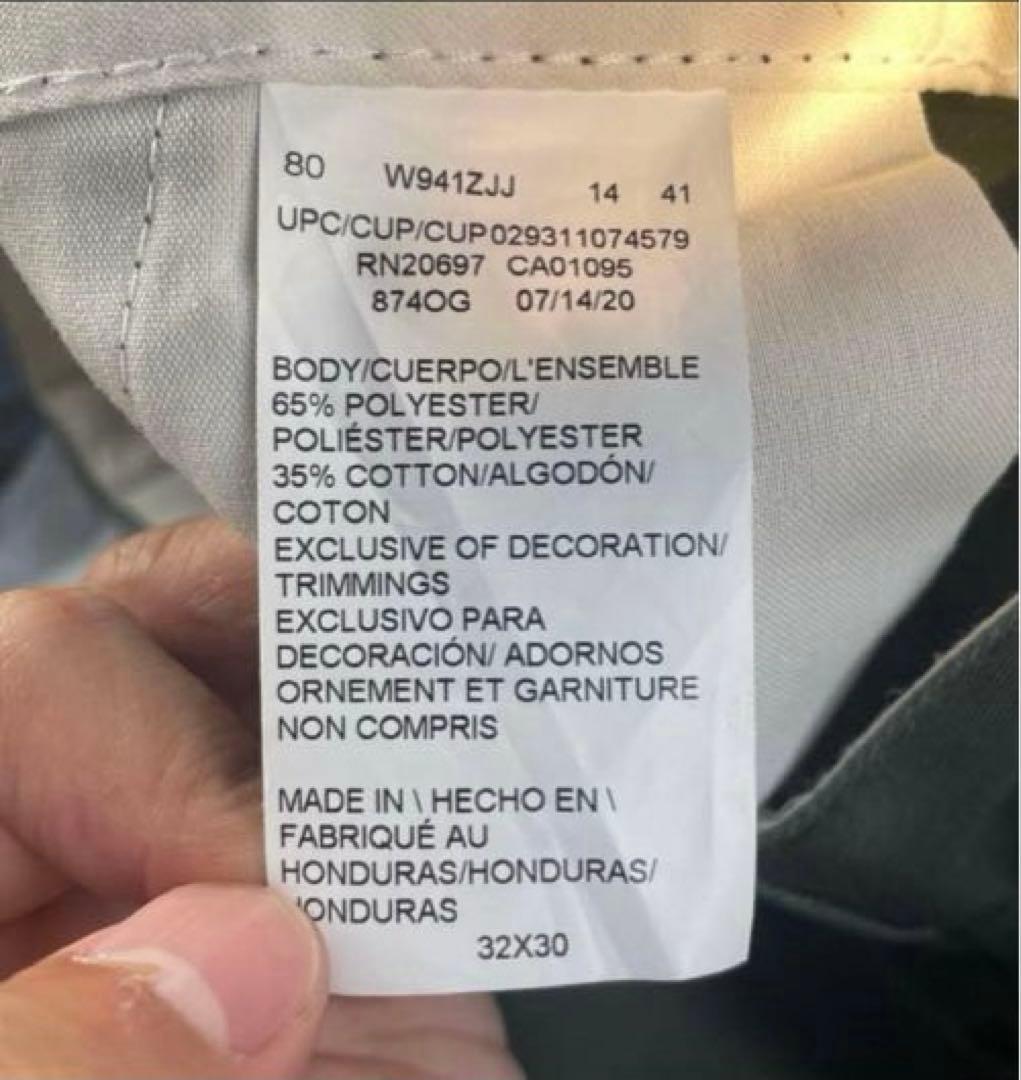 80 W941ZJJ 14 41
UPC/CUP/CUP029311074579
RN20697 CA01095
874OG 07/14/20
BODY/CUERPO/L'ENSEMBLE
65% POLYESTER/
POLIÉSTER/POLYESTER
35% COTTON/ALGODÓN/
COTON
EXCLUSIVE OF DECORATION/
TRIMMINGS
EXCLUSIVO PARA
DECORACIÓN/ ADORNOS
ORNEMENT ET GARNITURE
NON COMPRIS
MADE IN \ HECHO EN \
FABRIQUÉ AU
HONDURAS/HONDURAS/
HONDURAS
32X30